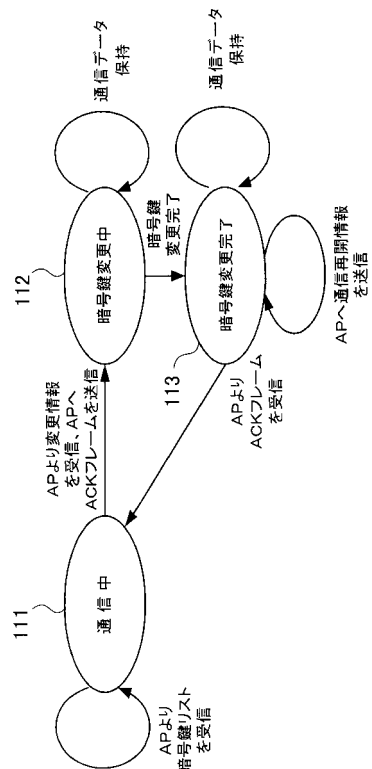 111
通信中
APより
暗号鍵リスト
を受信
APより変更情報
を受信、APへ
ACKフレームを送信
112
暗号鍵変更中
通信データ
保持
暗号鍵
変更完了
113
暗号鍵変更完了
通信データ
保持
APへ通信再開情報
を送信
APより
ACKフレーム
を受信